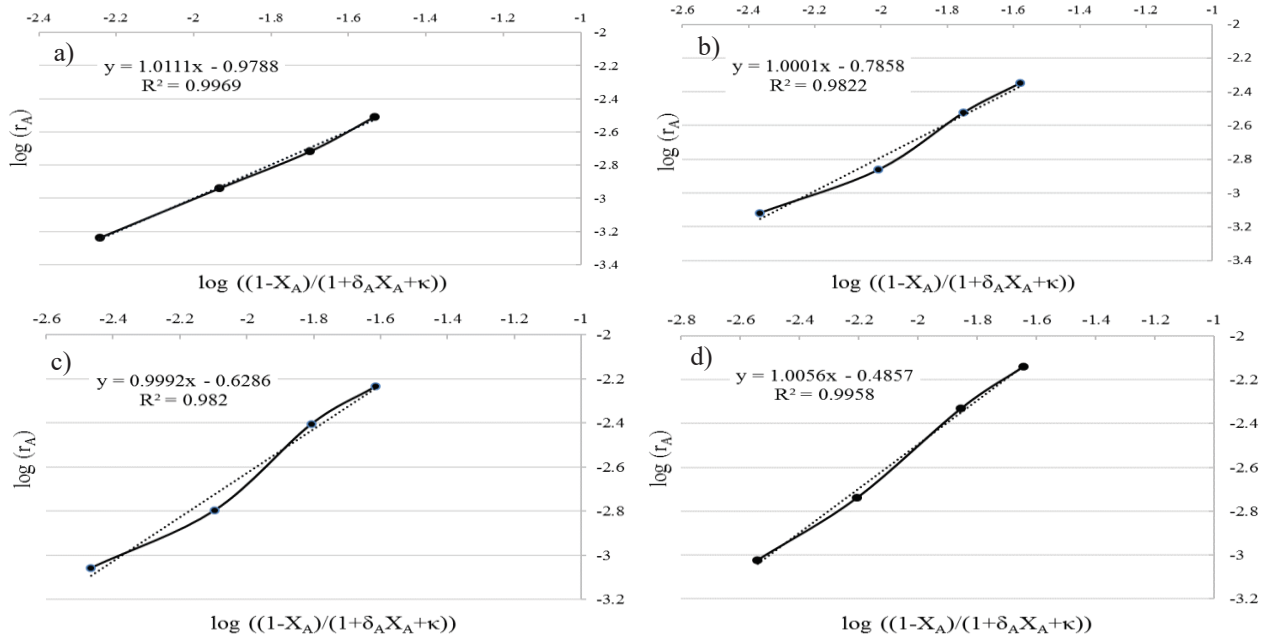 -2.4 -2.2 -2 -1.8 -1.6 -1.4 -1.2 -1
-2
-2.2
-2.4
-2.6
-2.8
-3
-3.2
-3.4
a)
y = 1.0111x - 0.9788
R² = 0.9969
log (r_A)
log ((1-X_A)/(1+δ_AX_A+κ))
-2.6 -2.4 -2.2 -2 -1.8 -1.6 -1.4 -1.2 -1
-2
-2.2
-2.4
-2.6
-2.8
-3
-3.2
-3.4
b)
y = 1.0001x - 0.7858
R² = 0.9822
log (r_A)
log ((1-X_A)/(1+δ_AX_A+κ))
-2.6 -2.4 -2.2 -2 -1.8 -1.6 -1.4 -1.2 -1
-2
-2.2
-2.4
-2.6
-2.8
-3
-3.2
c)
y = 0.9992x - 0.6286
R² = 0.982
log (r_A)
log ((1-X_A)/(1+δ_AX_A+κ))
-2.8 -2.6 -2.4 -2.2 -2 -1.8 -1.6 -1.4 -1.2 -1
-2
-2.2
-2.4
-2.6
-2.8
-3
-3.2
d)
y = 1.0056x - 0.4857
R² = 0.9958
log (r_A)
log ((1-X_A)/(1+δ_AX_A+κ))